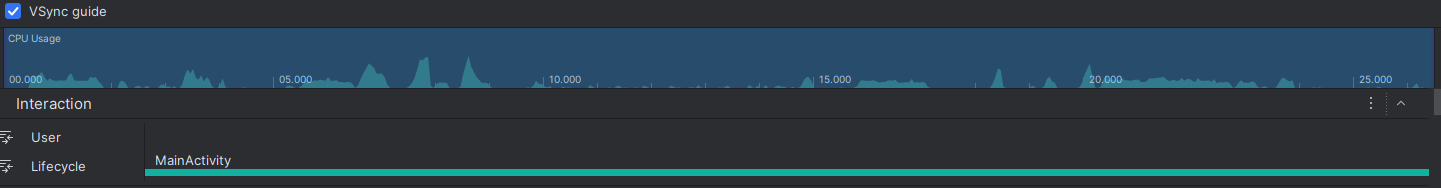 VSync guide
CPU Usage
00.000 05.000 10.000 15.000 20.000 25.000
Interaction
User
MainActivity
Lifecycle